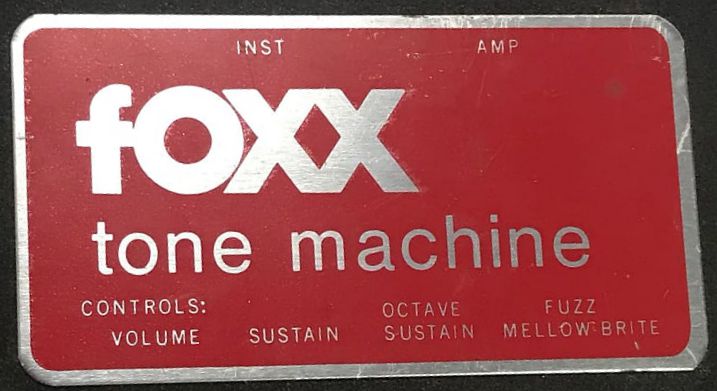 INST AMP
foxx
tone machine
CONTROLS: OCTAVE FUZZ
VOLUME SUSTAIN SUSTAIN MELLOW-BRITE